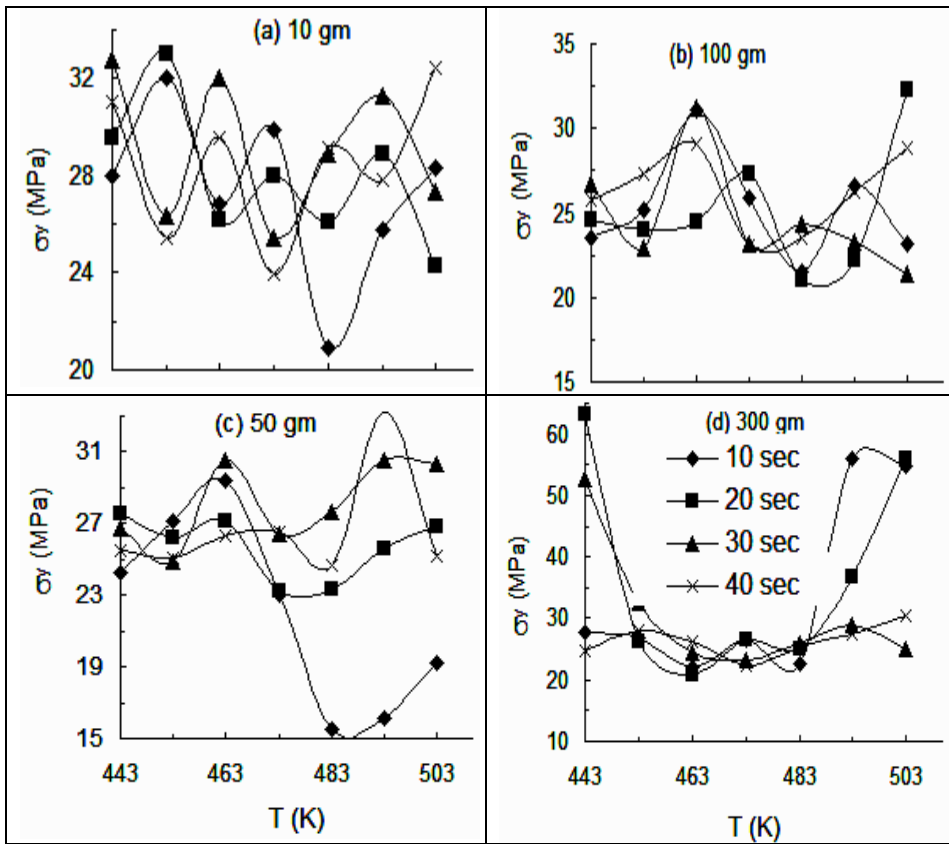 (a) 10 gm
32
28
24
20
σy (MPa)
(b) 100 gm
35
30
25
20
15
σy (MPa)
(c) 50 gm
31
27
23
19
15
σy (MPa)
443 463 483 503
T (K)
(d) 300 gm
60
50
40
30
20
10
σy (MPa)
10 sec
20 sec
30 sec
40 sec
443 463 483 503
T (K)